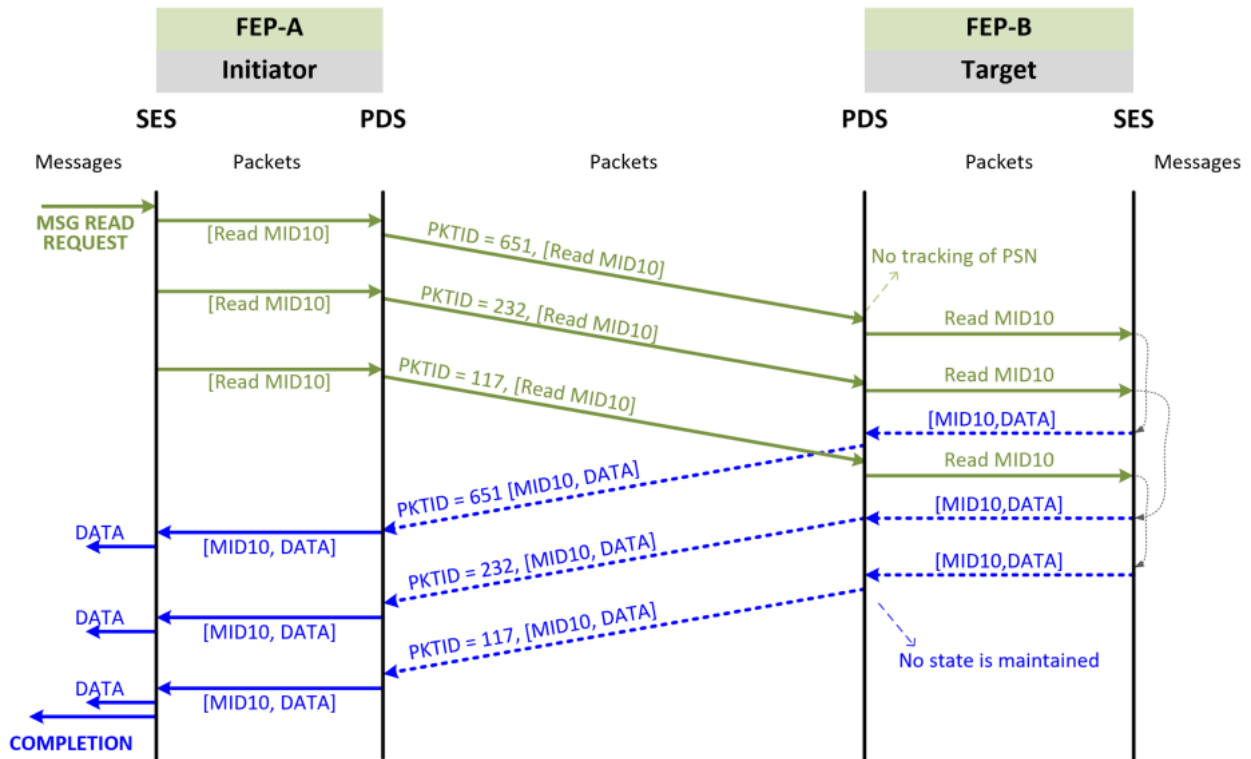 FEP-A
FEP-B
Initiator
Target
SES
PDS
PDS
SES
Messages
Packets
Packets
Packets
Messages
MSG READ
REQUEST
[Read MID10]
PKTID = 651, [Read MID10]
No tracking of PSN
[Read MID10]
PKTID = 232, [Read MID10]
Read MID10
[Read MID10]
PKTID = 117, [Read MID10]
Read MID10
[MID10,DATA]
Read MID10
PKTID = 651 [MID10, DATA]
[MID10,DATA]
DATA
[MID10, DATA]
PKTID = 232, [MID10, DATA]
[MID10,DATA]
DATA
[MID10, DATA]
PKTID = 117, [MID10, DATA]
No state is maintained
DATA
[MID10, DATA]
COMPLETION